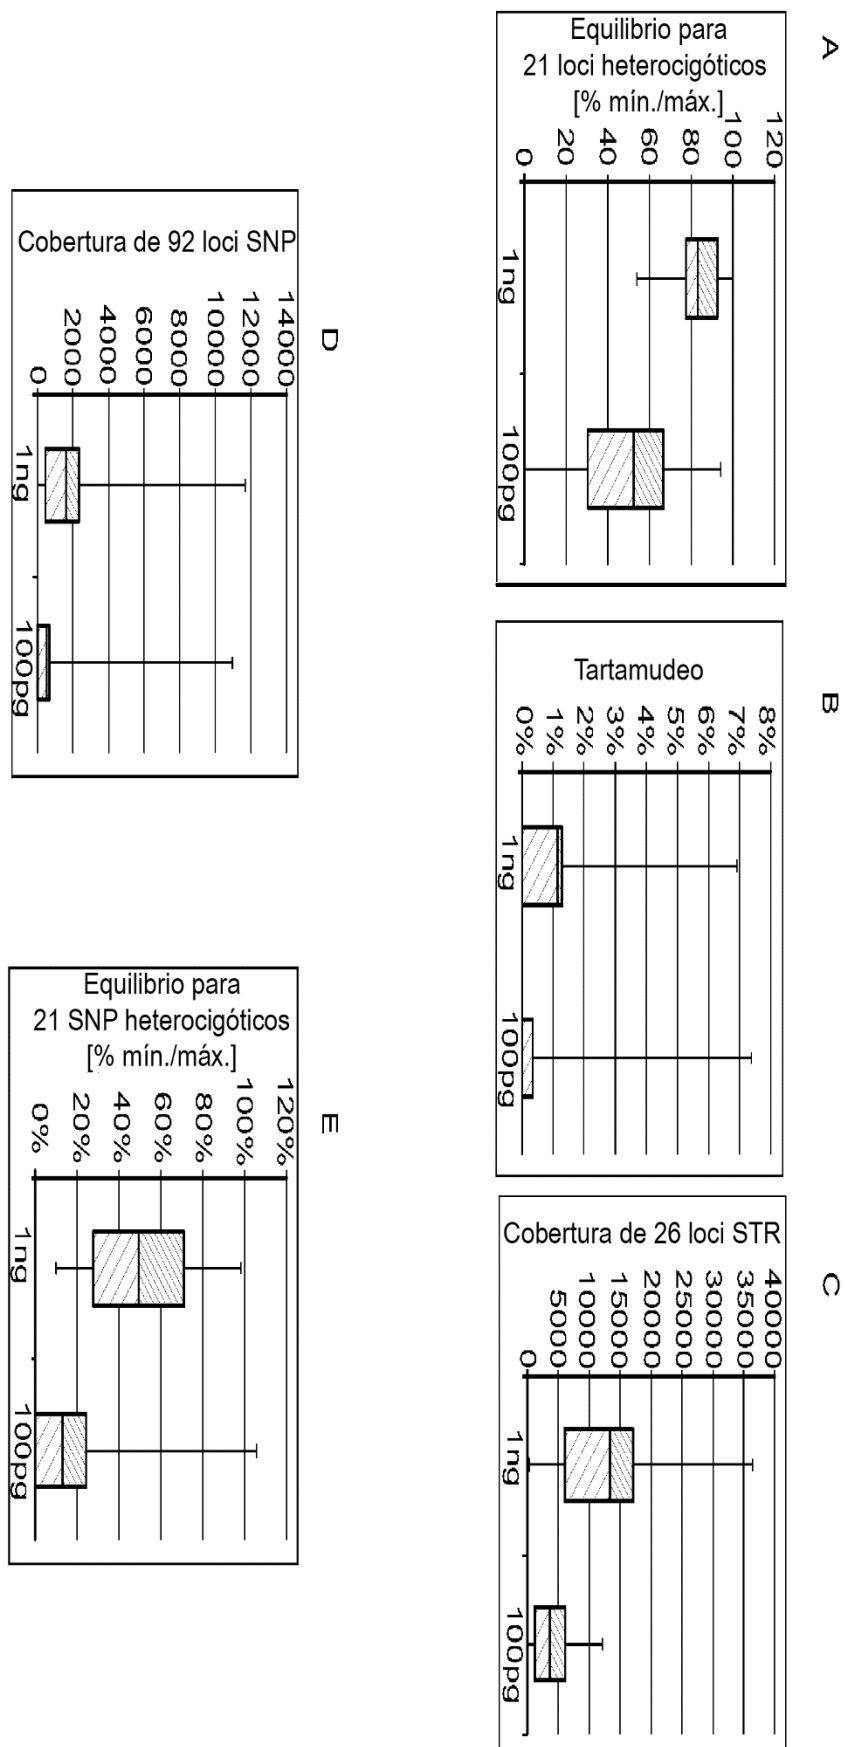 A
Equilibrio para
21 loci heterocigóticos
[% mín./máx.]
120
100
80
60
40
20
0
1ng
100pg
B
Tartamudeo
8%
7%
6%
5%
4%
3%
2%
1%
0%
1ng
100pg
C
Cobertura de 26 loci STR
40000
35000
30000
25000
20000
15000
10000
5000
0
1ng
100pg
D
Cobertura de 92 loci SNP
14000
12000
10000
8000
6000
4000
2000
0
1ng
100pg
E
Equilibrio para
21 SNP heterocigóticos
[% mín./máx.]
120%
100%
80%
60%
40%
20%
0%
1ng
100pg